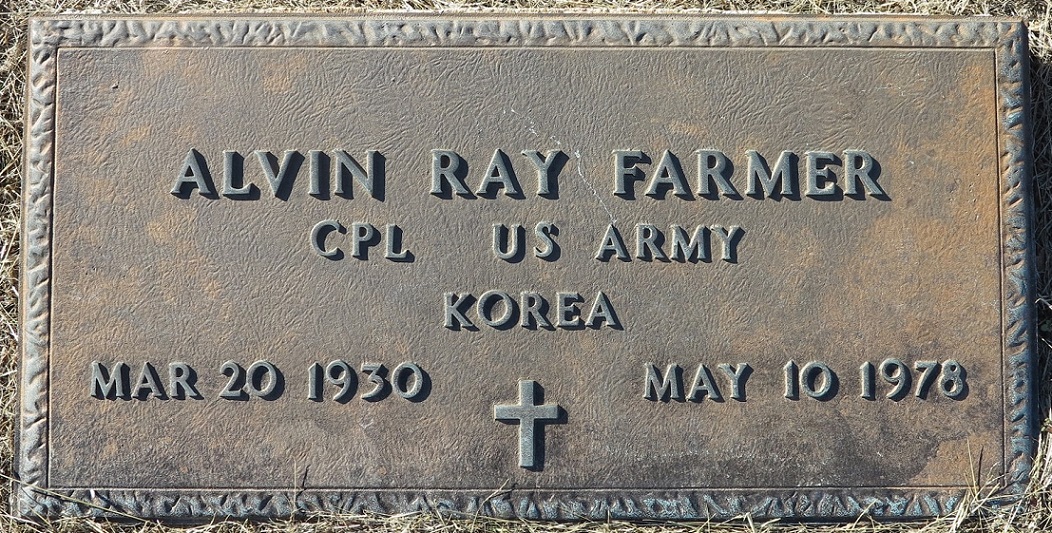 ALVIN RAY FARMER
CPL US ARMY
KOREA
MAR 20 1930 MAY 10 1978